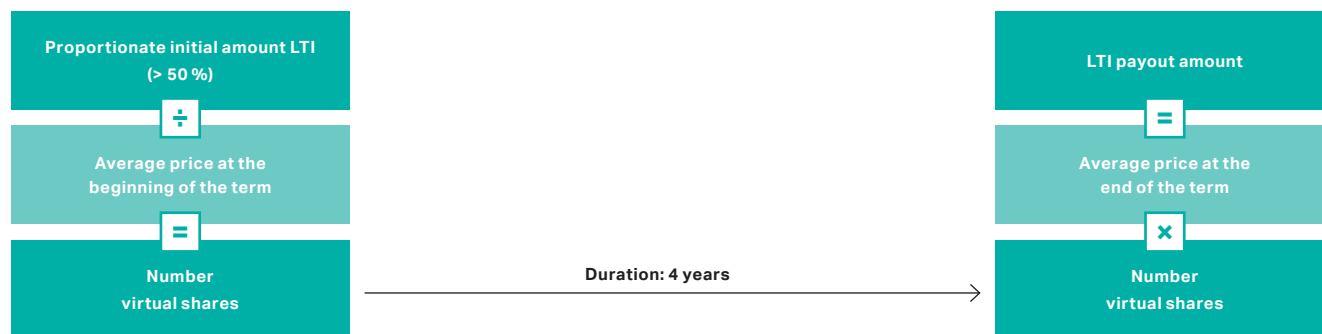 Proportionate initial amount LTI
(> 50 %)
÷
Average price at the
beginning of the term
=
Number
virtual shares
Duration: 4 years
LTI payout amount
=
Average price at the
end of the term
×
Number
virtual shares